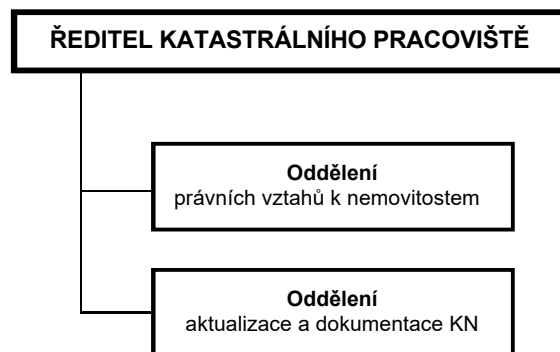 ŘEDITEL KATASTRÁLNÍHO PRACOVIŠTĚ
Oddělení
právních vztahů k nemovitostem
Oddělení
aktualizace a dokumentace KN